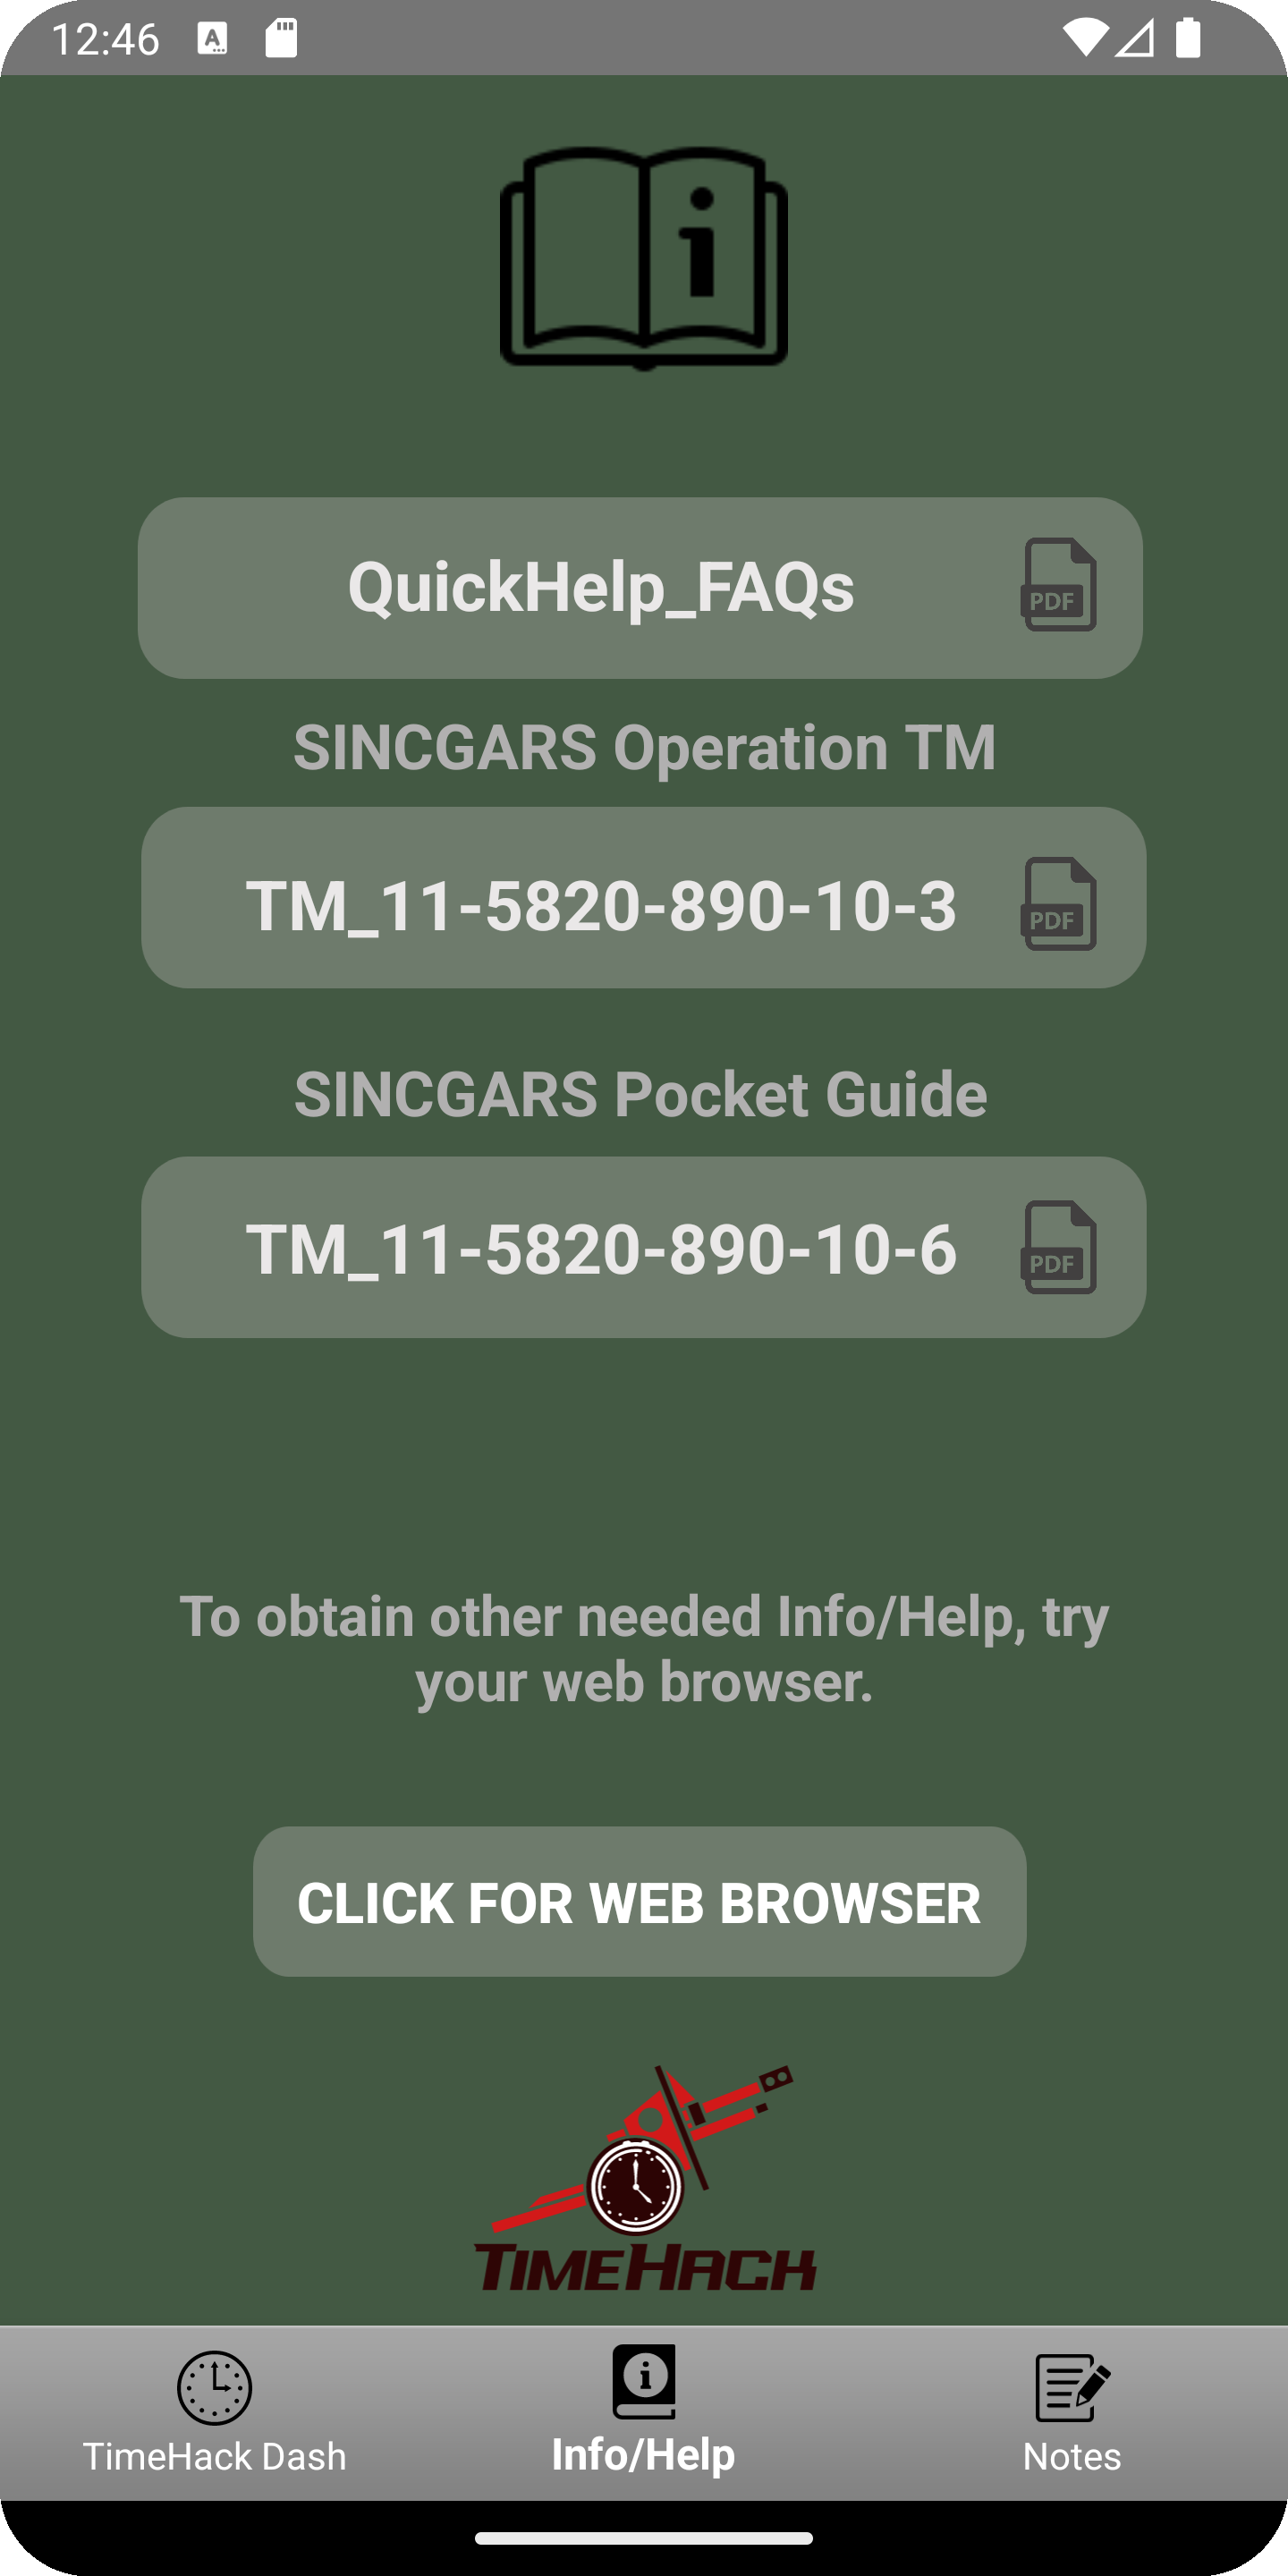 12:46
QuickHelp_FAQs
PDF
SINCGARS Operation TM
TM_11-5820-890-10-3
PDF
SINCGARS Pocket Guide
TM_11-5820-890-10-6
PDF
To obtain other needed Info/Help, try
your web browser.
CLICK FOR WEB BROWSER
TIMEHACK
TimeHack Dash
Info/Help
Notes